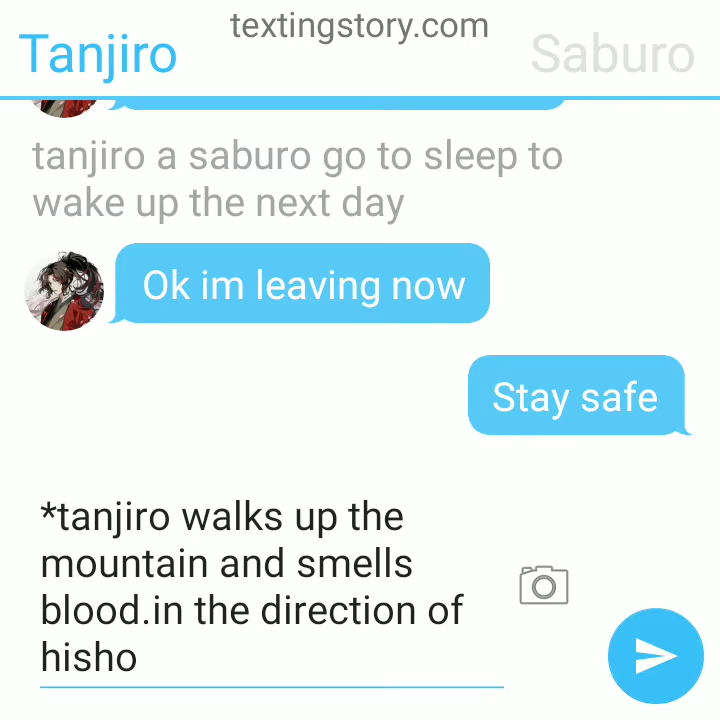 textingstory.com
Tanjiro
Saburo
tanjiro a saburo go to sleep to
wake up the next day
Ok im leaving now
Stay safe
*tanjiro walks up the
mountain and smells
blood.in the direction of
hisho